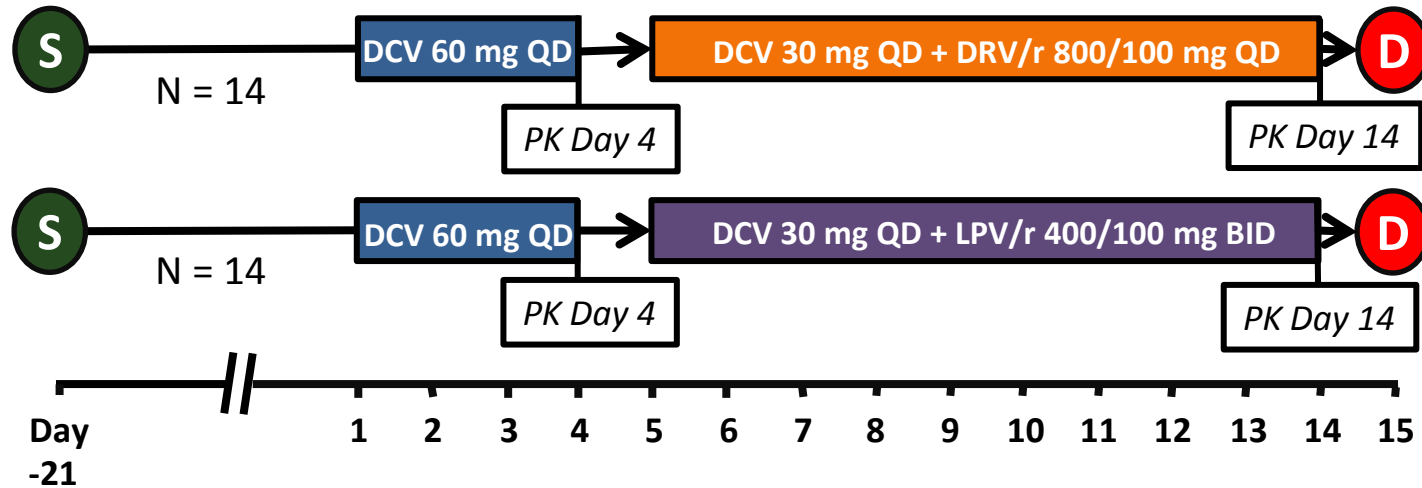 S
DCV 60 mg QD
DCV 30 mg QD + DRV/r 800/100 mg QD
D
N = 14
PK Day 4
PK Day 14
S
DCV 60 mg QD
DCV 30 mg QD + LPV/r 400/100 mg BID
D
N = 14
PK Day 4
PK Day 14
Day 1 2 3 4 5 6 7 8 9 10 11 12 13 14 15
-21